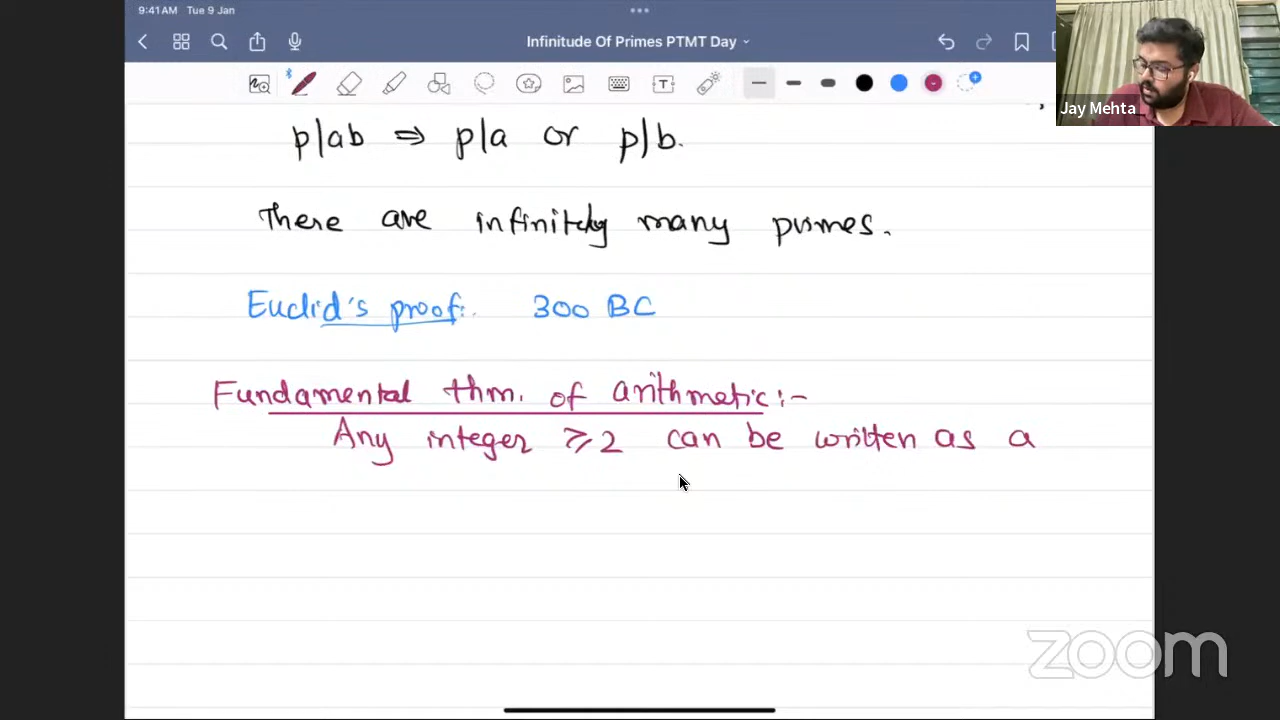 9:41 AM Tue 9 Jan
Infinitude Of Primes PTMT Day
Jay Mehta
p|ab ⇒ p|a or p|b.
There are infinitely many primes.
Euclid's proof:. 300 BC
Fundamental thm. of arithmetic:-
Any integer ⩾2 can be written as a
zoom